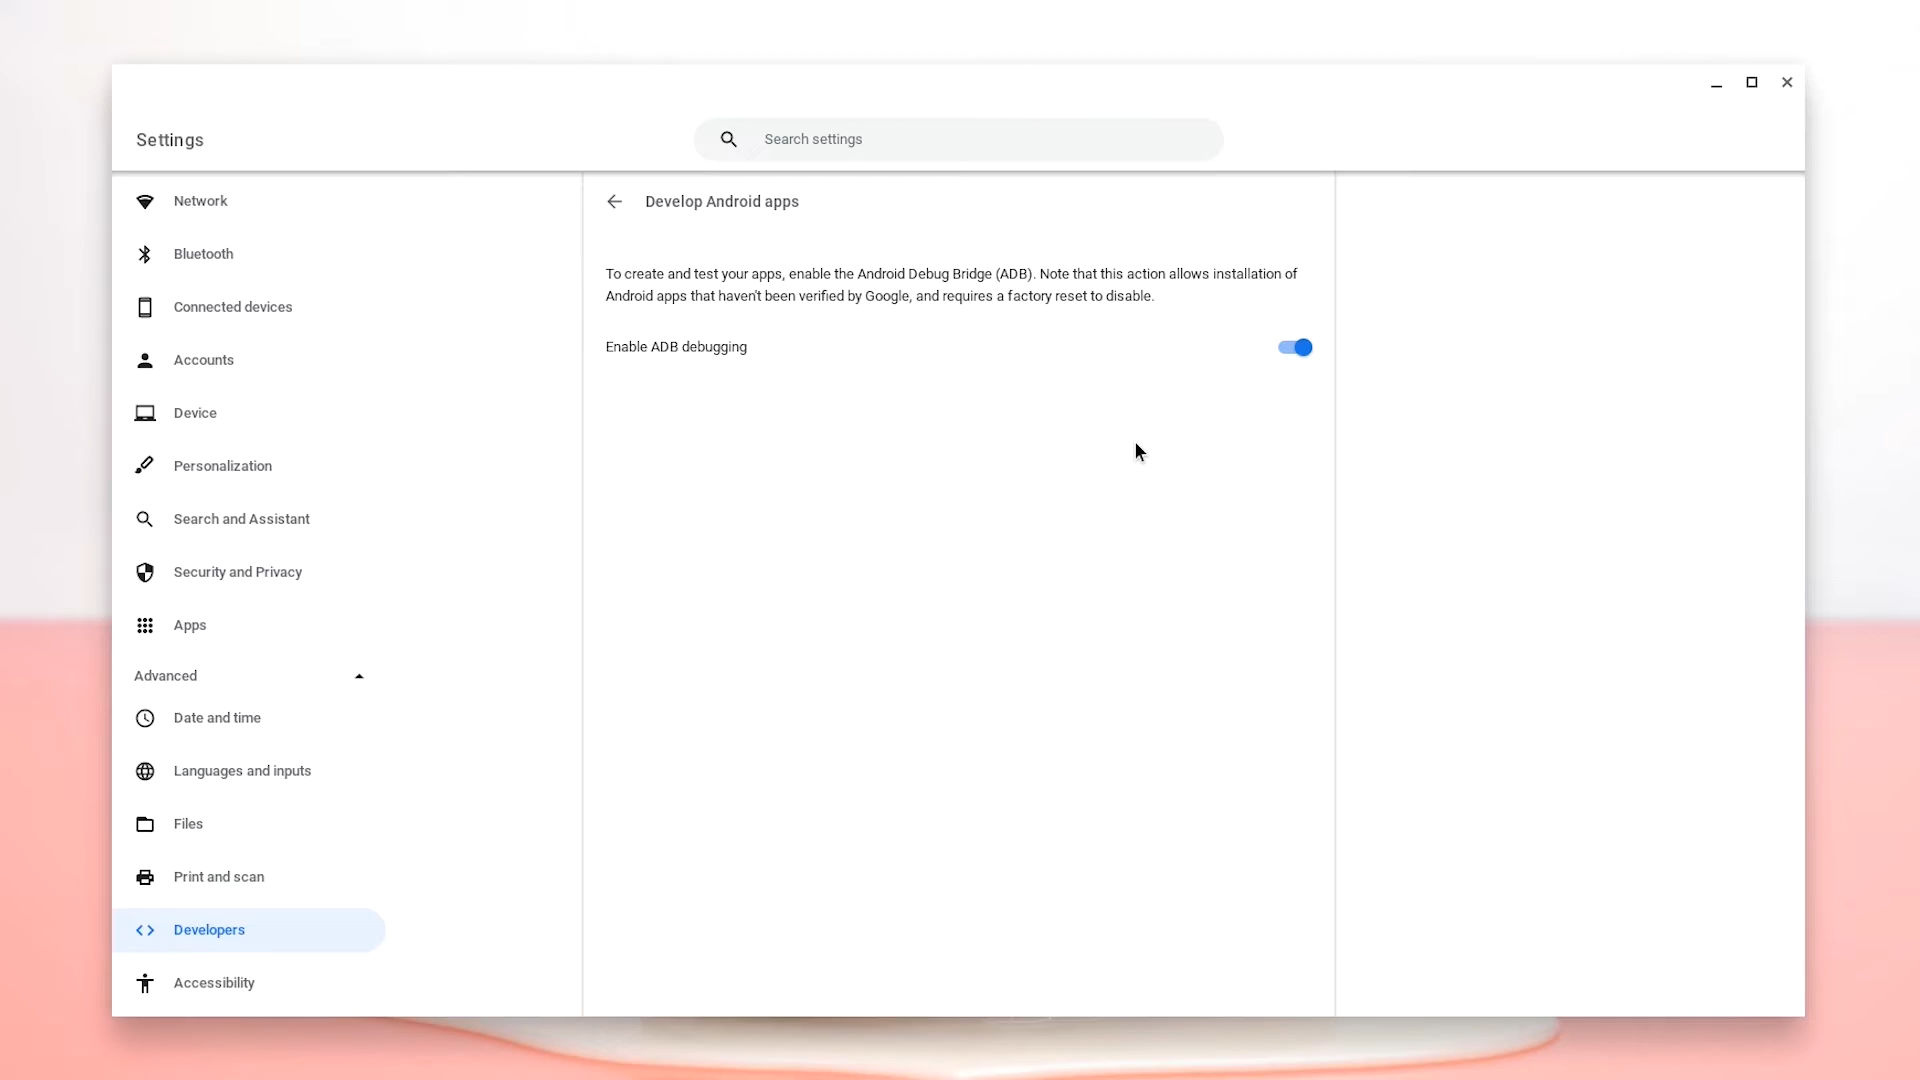 Settings
Search settings
Network
Bluetooth
Connected devices
Accounts
Device
Personalization
Search and Assistant
Security and Privacy
Apps
Advanced
Date and time
Languages and inputs
Files
Print and scan
Developers
Accessibility
Develop Android apps
To create and test your apps, enable the Android Debug Bridge (ADB). Note that this action allows installation of
Android apps that haven't been verified by Google, and requires a factory reset to disable.
Enable ADB debugging